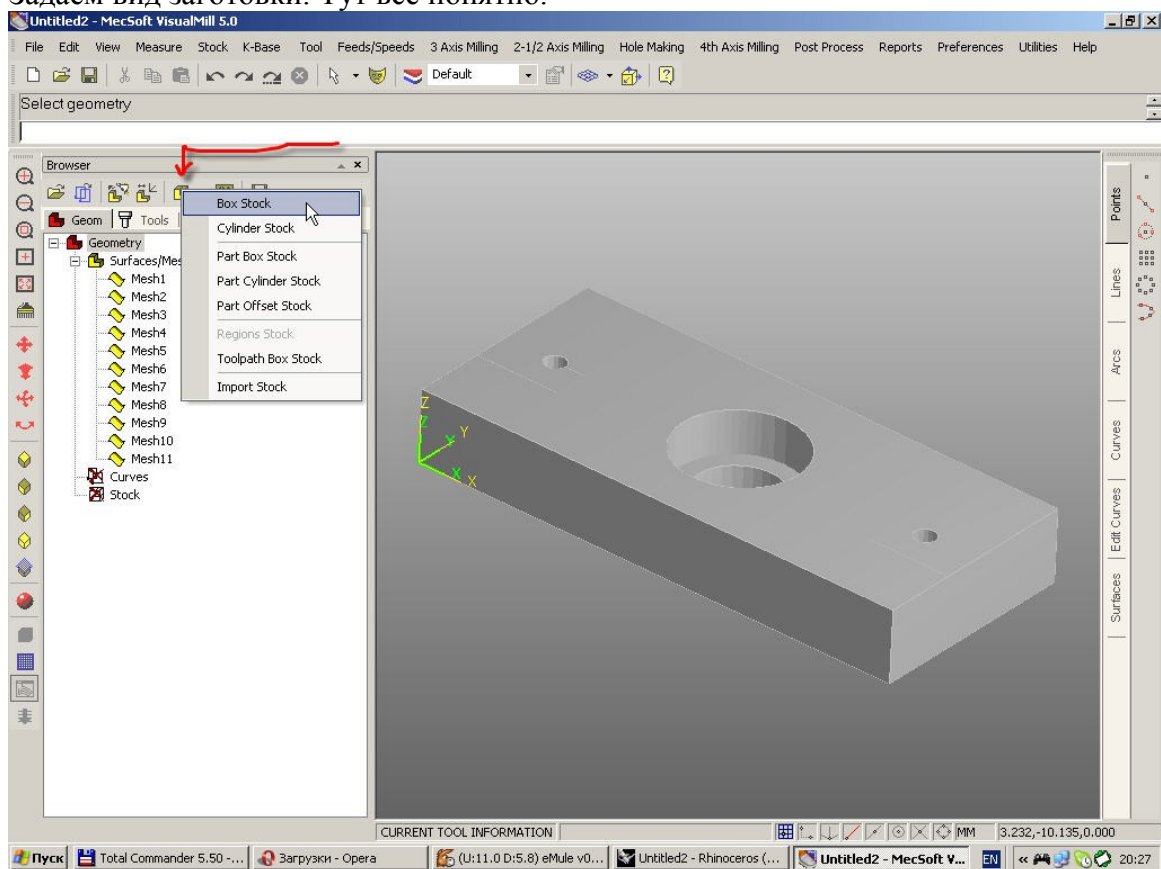 Задаем вид заготовки. Тут все понятно.
Untitled2 - MecSoft VisualMill 5.0
File Edit View Measure Stock K-Base Tool Feeds/Speeds 3 Axis Milling 2-1/2 Axis Milling Hole Making 4th Axis Milling Post Process Reports Preferences Utilities Help
Default
Select geometry
Browser
Geom Tools
Geometry
Surfaces/Mes
Mesh1
Mesh2
Mesh3
Mesh4
Mesh5
Mesh6
Mesh7
Mesh8
Mesh9
Mesh10
Mesh11
Curves
Stock
Box Stock
Cylinder Stock
Part Box Stock
Part Cylinder Stock
Part Offset Stock
Regions Stock
Toolpath Box Stock
Import Stock
Z
Z
Y
Y
X
X
Points
Lines
Arcs
Curves
Edit Curves
Surfaces
CURRENT TOOL INFORMATION MM 3.232,-10.135,0.000
Пуск Total Commander 5.50 -... Загрузки - Opera (U:11.0 D:5.8) eMule v0... Untitled2 - Rhinoceros (... Untitled2 - MecSoft V... EN « 20:27